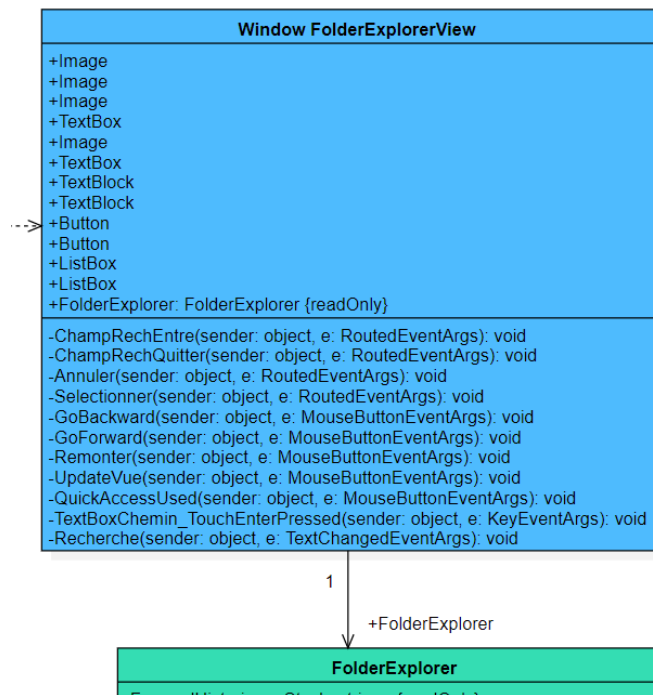 Window FolderExplorerView
+Image
+Image
+Image
+TextBox
+Image
+TextBox
+TextBlock
+TextBlock
+Button
+Button
+ListBox
+ListBox
+FolderExplorer: FolderExplorer {readOnly}
-ChampRechEntre(sender: object, e: RoutedEventArgs): void
-ChampRechQuitter(sender: object, e: RoutedEventArgs): void
-Annuler(sender: object, e: RoutedEventArgs): void
-Selectionner(sender: object, e: RoutedEventArgs): void
-GoBackward(sender: object, e: MouseButtonEventArgs): void
-GoForward(sender: object, e: MouseButtonEventArgs): void
-Remonter(sender: object, e: MouseButtonEventArgs): void
-UpdateVue(sender: object, e: MouseButtonEventArgs): void
-QuickAccessUsed(sender: object, e: MouseButtonEventArgs): void
-TextBoxChemin_TouchEnterPressed(sender: object, e: KeyEventArgs): void
-Recherche(sender: object, e: TextChangedEventArgs): void
1
+FolderExplorer
FolderExplorer